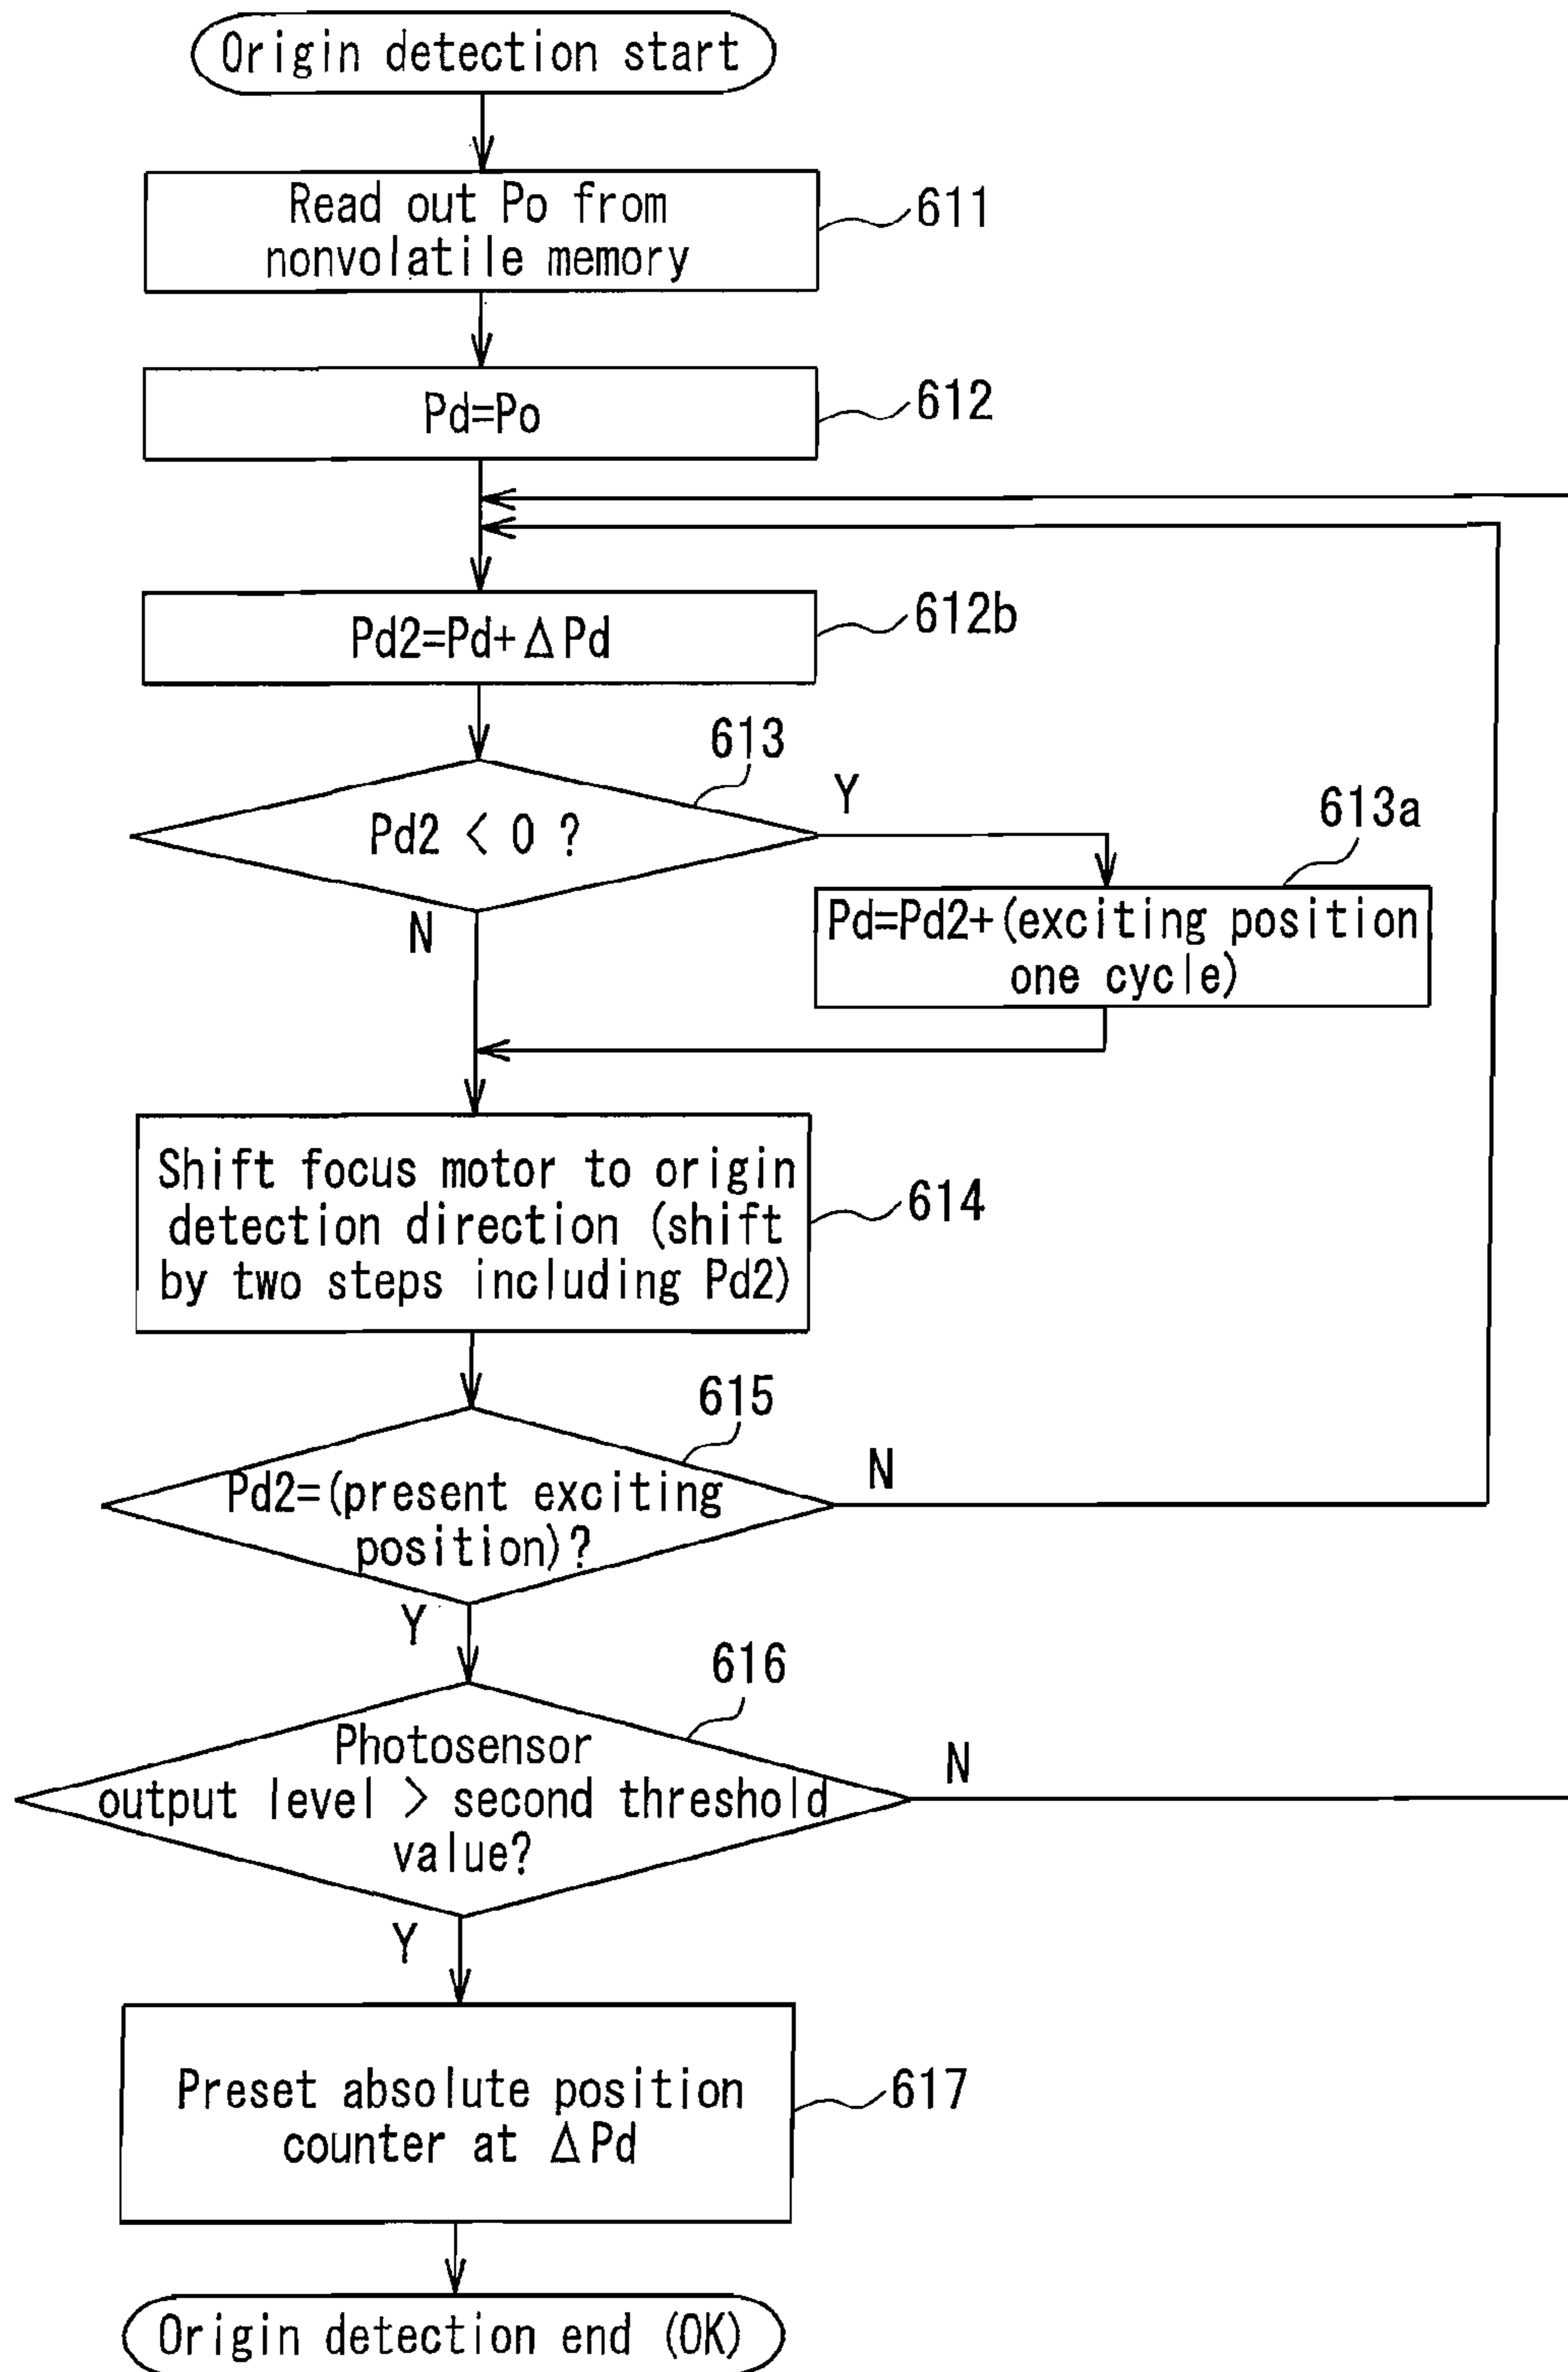 Origin detection start
Read out Po from
nonvolatile memory
611
Pd=Po
612
Pd2=Pd+ΔPd
612b
613
Pd2 < 0 ?
Y
N
613a
Pd=Pd2+(exciting position
one cycle)
Shift focus motor to origin
detection direction (shift
by two steps including Pd2)
614
615
Pd2=(present exciting
position)?
N
Y
616
Photosensor
output level > second threshold
value?
N
Y
Preset absolute position
counter at ΔPd
617
Origin detection end (OK)